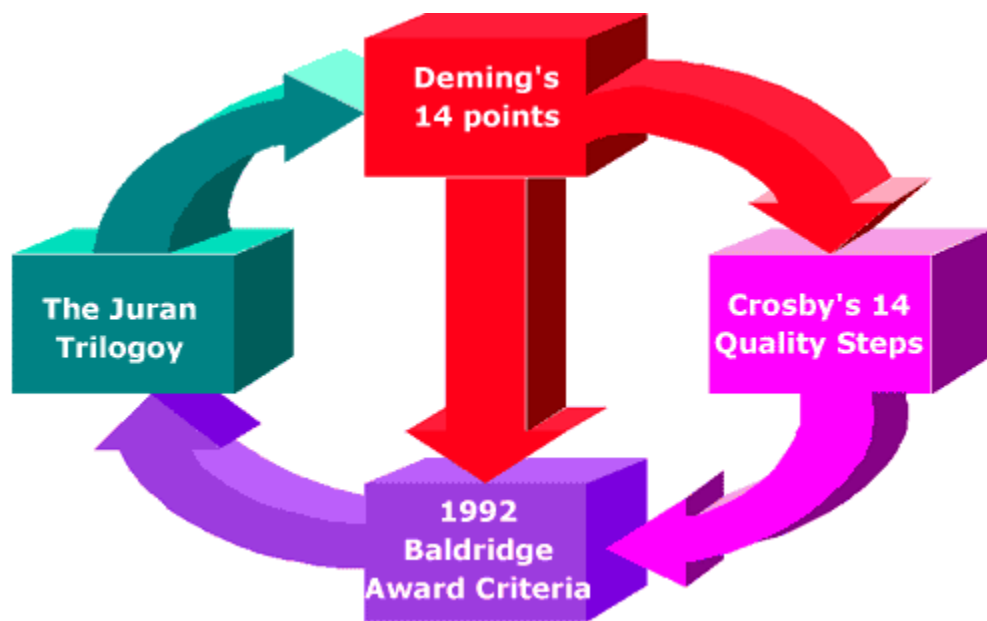 Deming's
14 points
The Juran
Trilogoy
Crosby's 14
Quality Steps
1992
Baldridge
Award Criteria